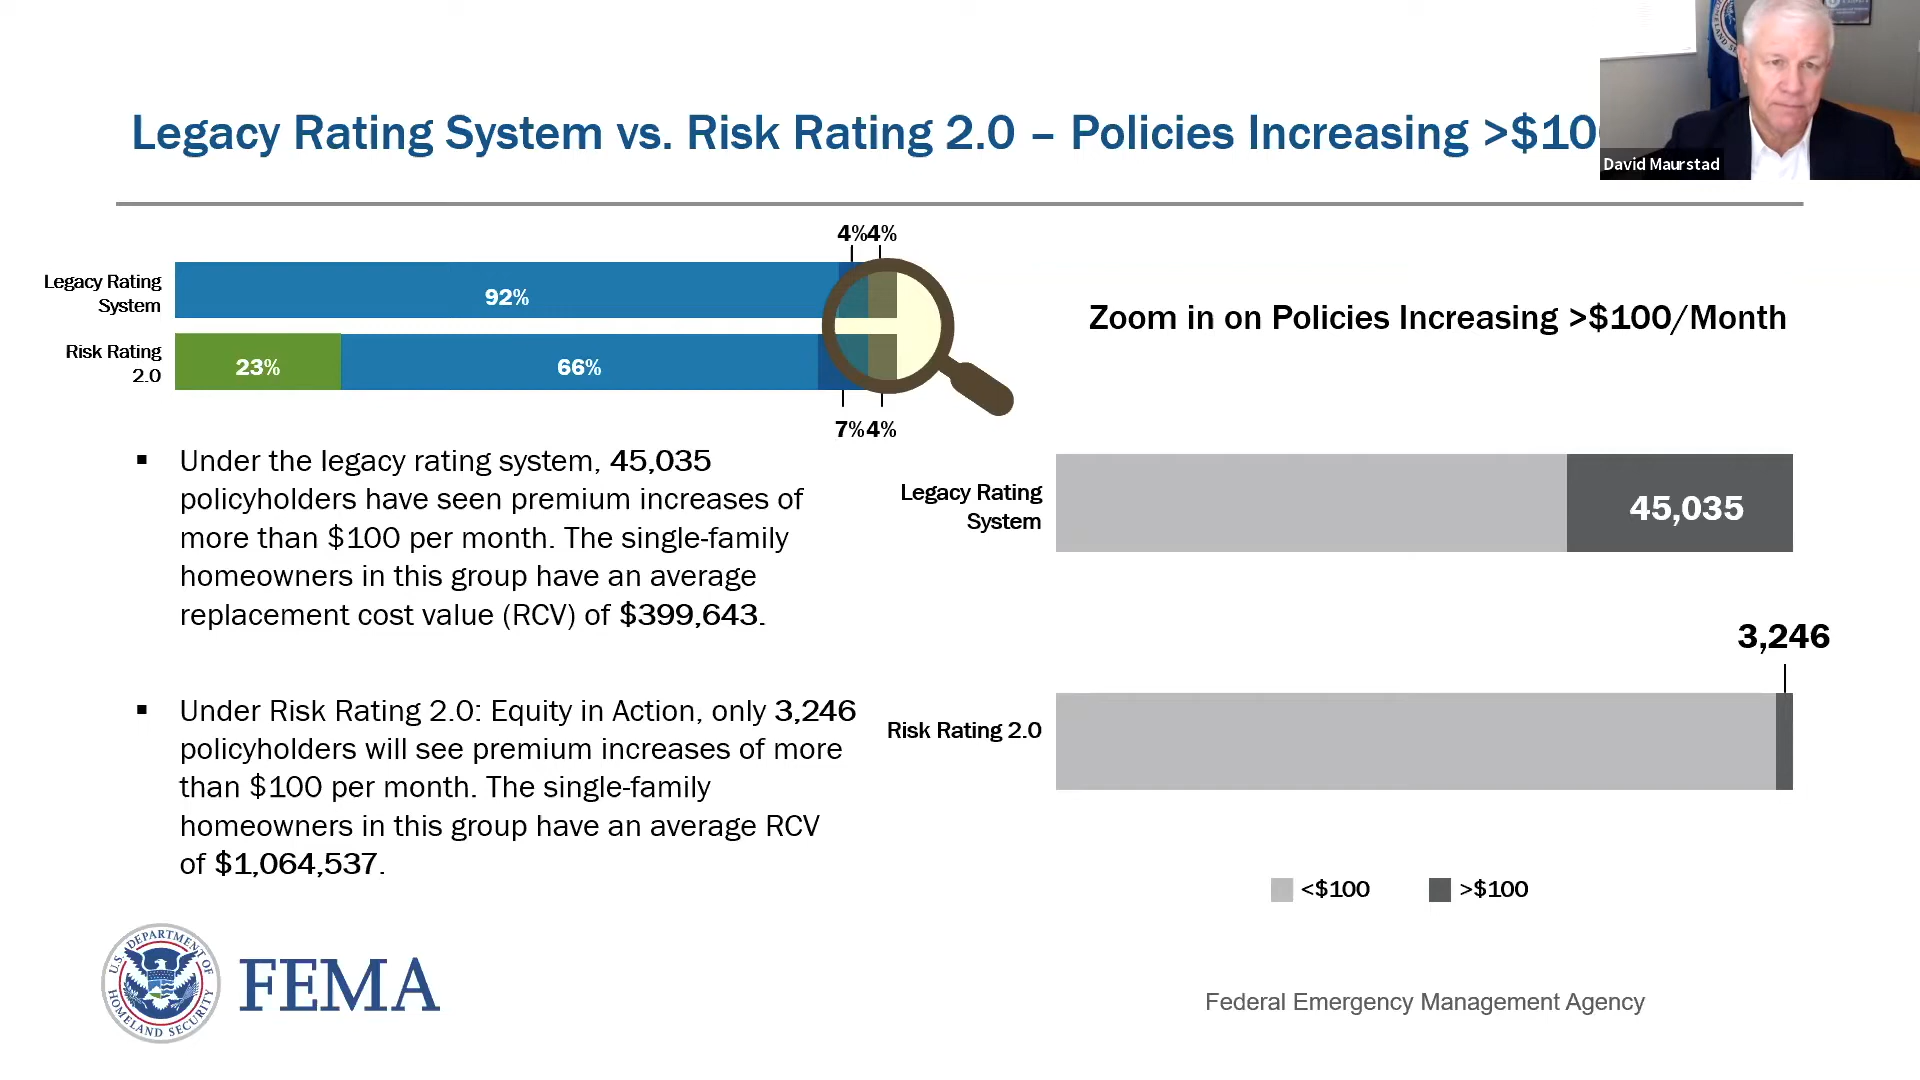 Legacy Rating System vs. Risk Rating 2.0 – Policies Increasing >$10
David Maurstad
4% 4%
Legacy Rating
System
92%
Risk Rating
2.0
23%
66%
7% 4%
Zoom in on Policies Increasing >$100/Month
▪ Under the legacy rating system, 45,035
policyholders have seen premium increases of
more than $100 per month. The single-family
homeowners in this group have an average
replacement cost value (RCV) of $399,643.
▪ Under Risk Rating 2.0: Equity in Action, only 3,246
policyholders will see premium increases of more
than $100 per month. The single-family
homeowners in this group have an average RCV
of $1,064,537.
Legacy Rating
System
45,035
3,246
Risk Rating 2.0
<$100
>$100
U.S. DEPARTMENT OF
HOMELAND SECURITY
FEMA
Federal Emergency Management Agency